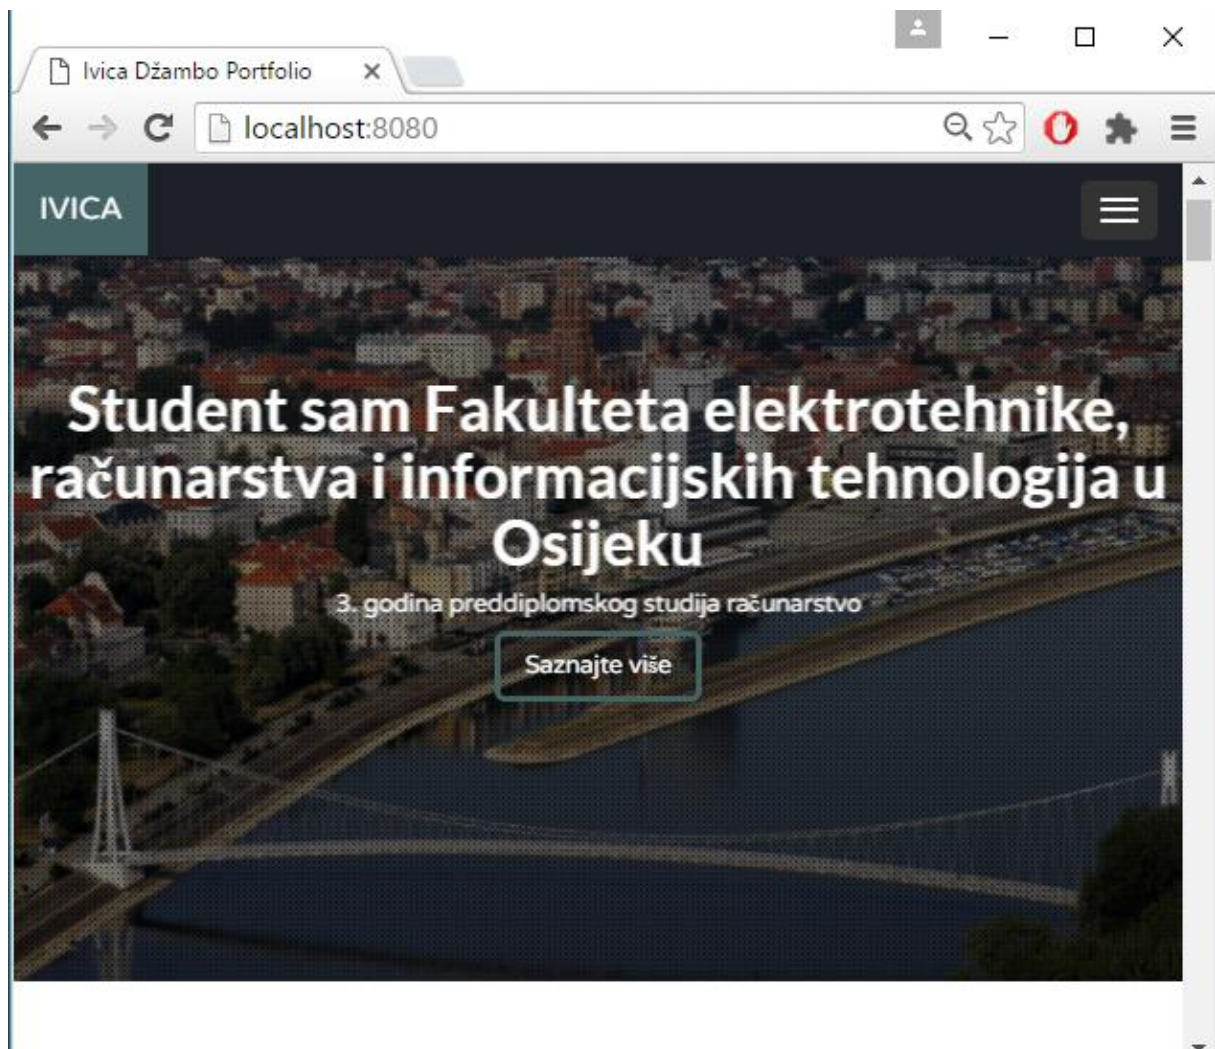 Ivica Džambo Portfolio
localhost:8080
IVICA
Student sam Fakulteta elektrotehnike,
računarstva i informacijskih tehnologija u
Osijeku
3. godina preddiplomskog studija računarstvo
Saznajte više